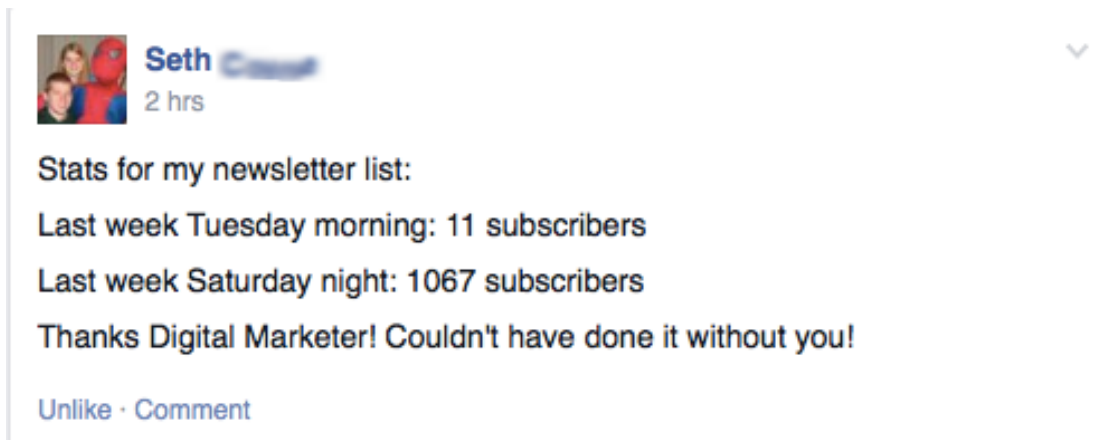 Seth
2 hrs
Stats for my newsletter list:
Last week Tuesday morning: 11 subscribers
Last week Saturday night: 1067 subscribers
Thanks Digital Marketer! Couldn't have done it without you!
Unlike · Comment